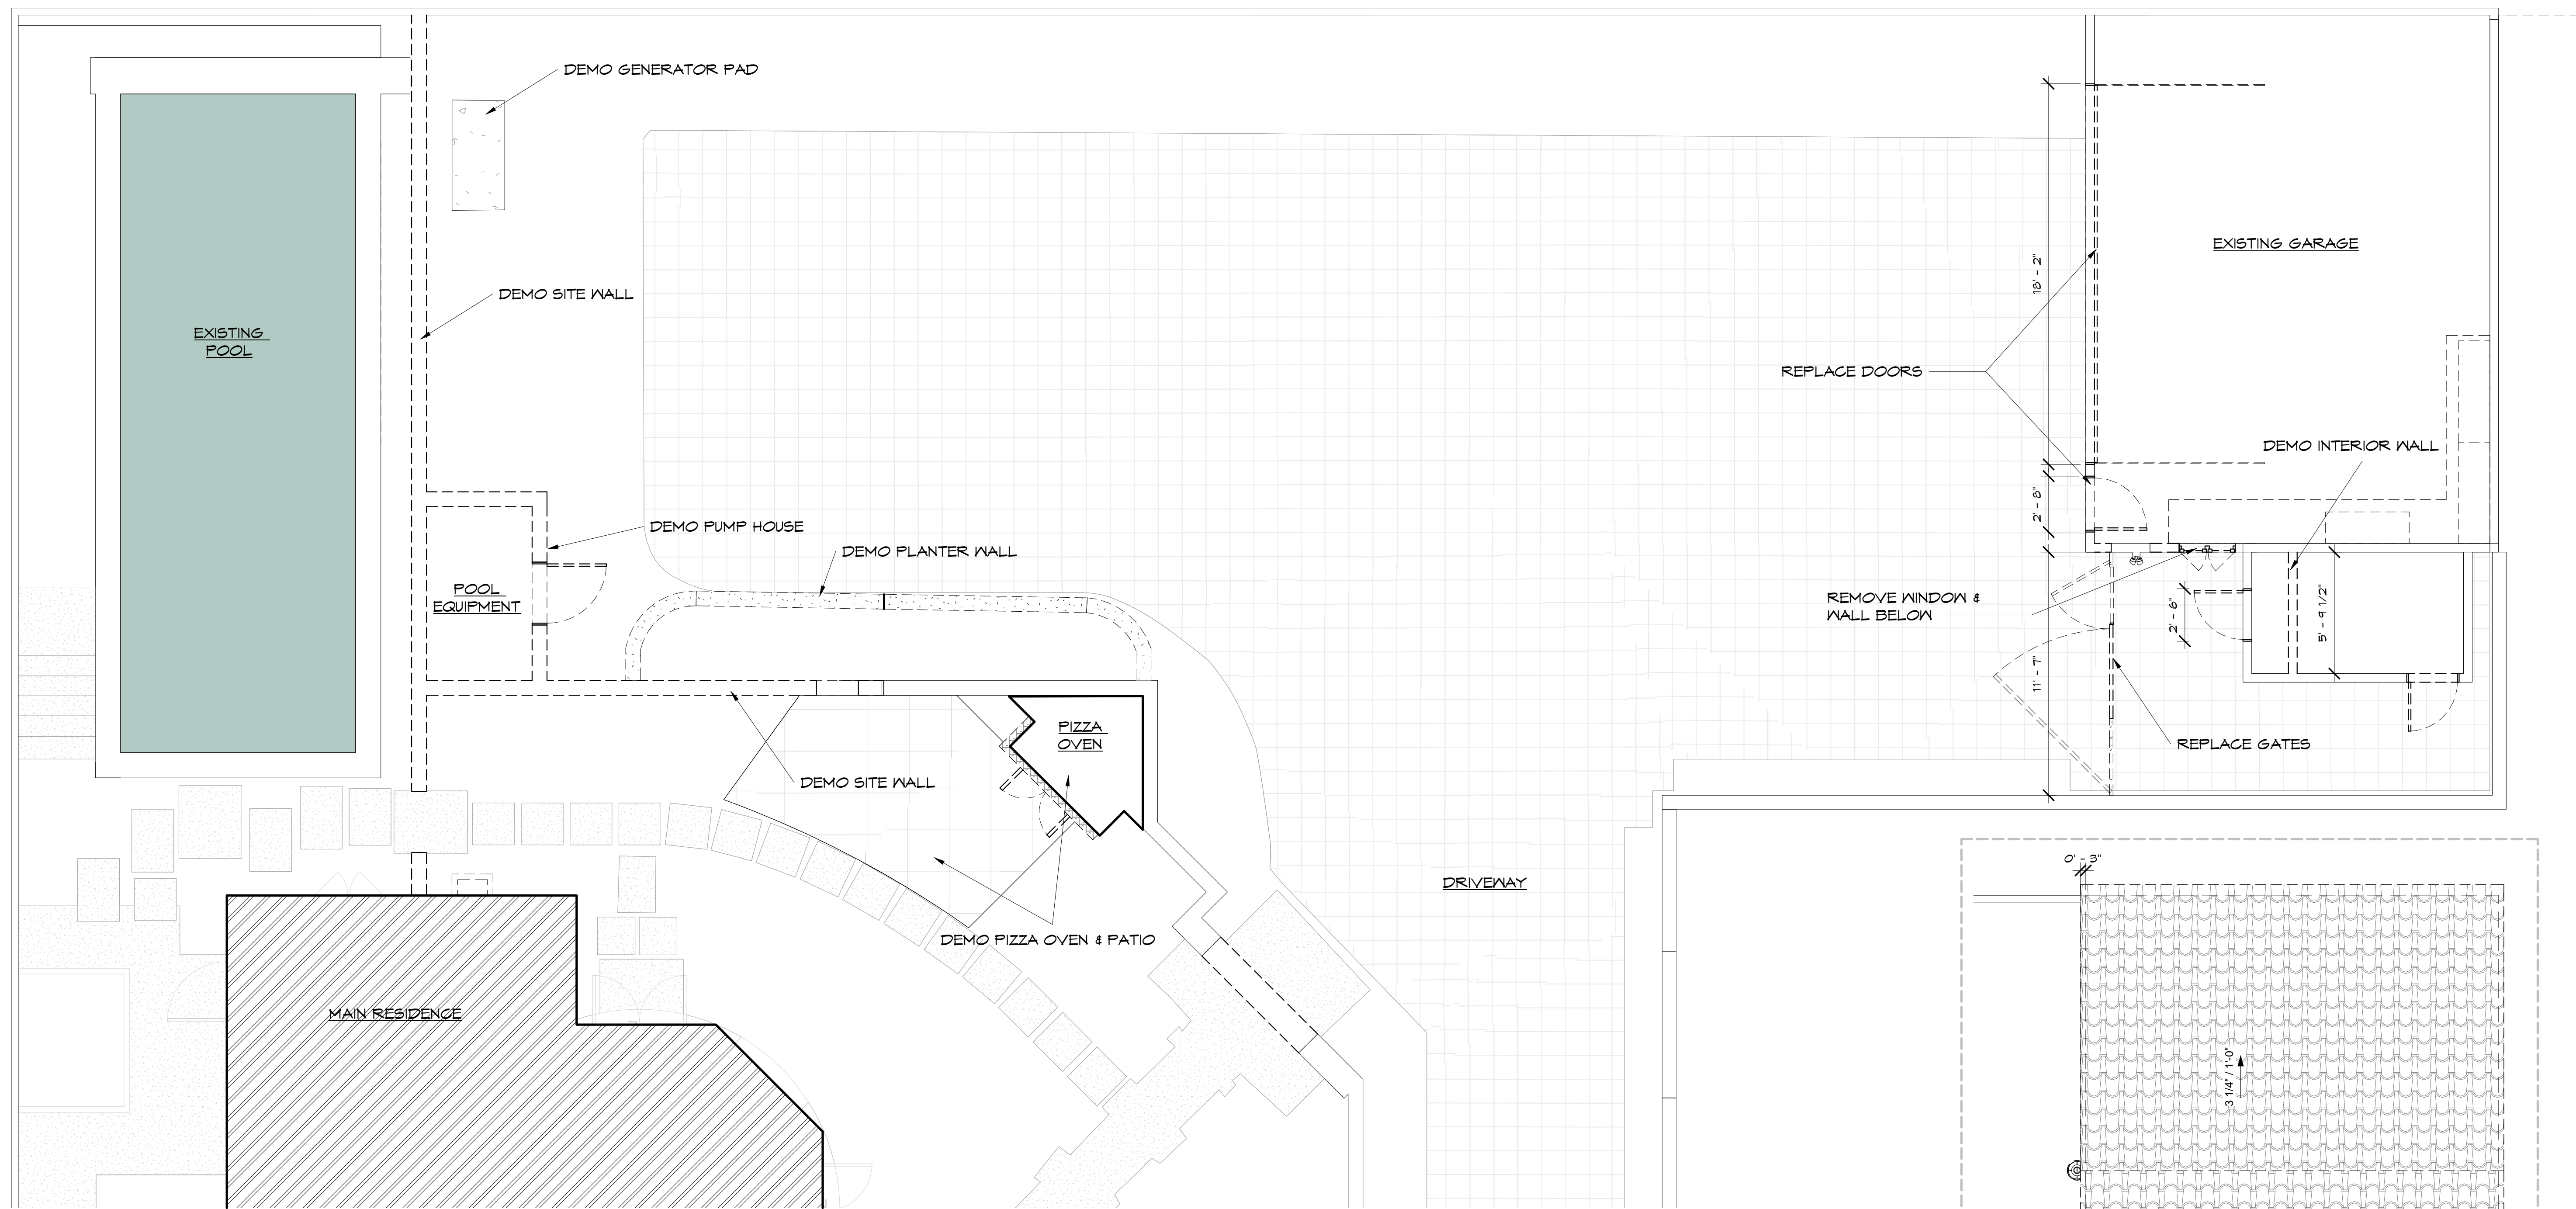 DEMO GENERATOR PAD
DEMO SITE WALL
EXISTING
POOL
18' - 2"
EXISTING GARAGE
REPLACE DOORS
DEMO INTERIOR WALL
2' - 8"
DEMO PUMP HOUSE
DEMO PLANTER WALL
POOL
EQUIPMENT
REMOVE WINDOW &
WALL BELOW
2' - 6"
5' - 9 1/2"
11' - 7"
PIZZA
OVEN
REPLACE GATES
DEMO SITE WALL
0' - 3"
DRIVEWAY
DEMO PIZZA OVEN & PATIO
MAIN RESIDENCE
3 1/4" / 1'-0"